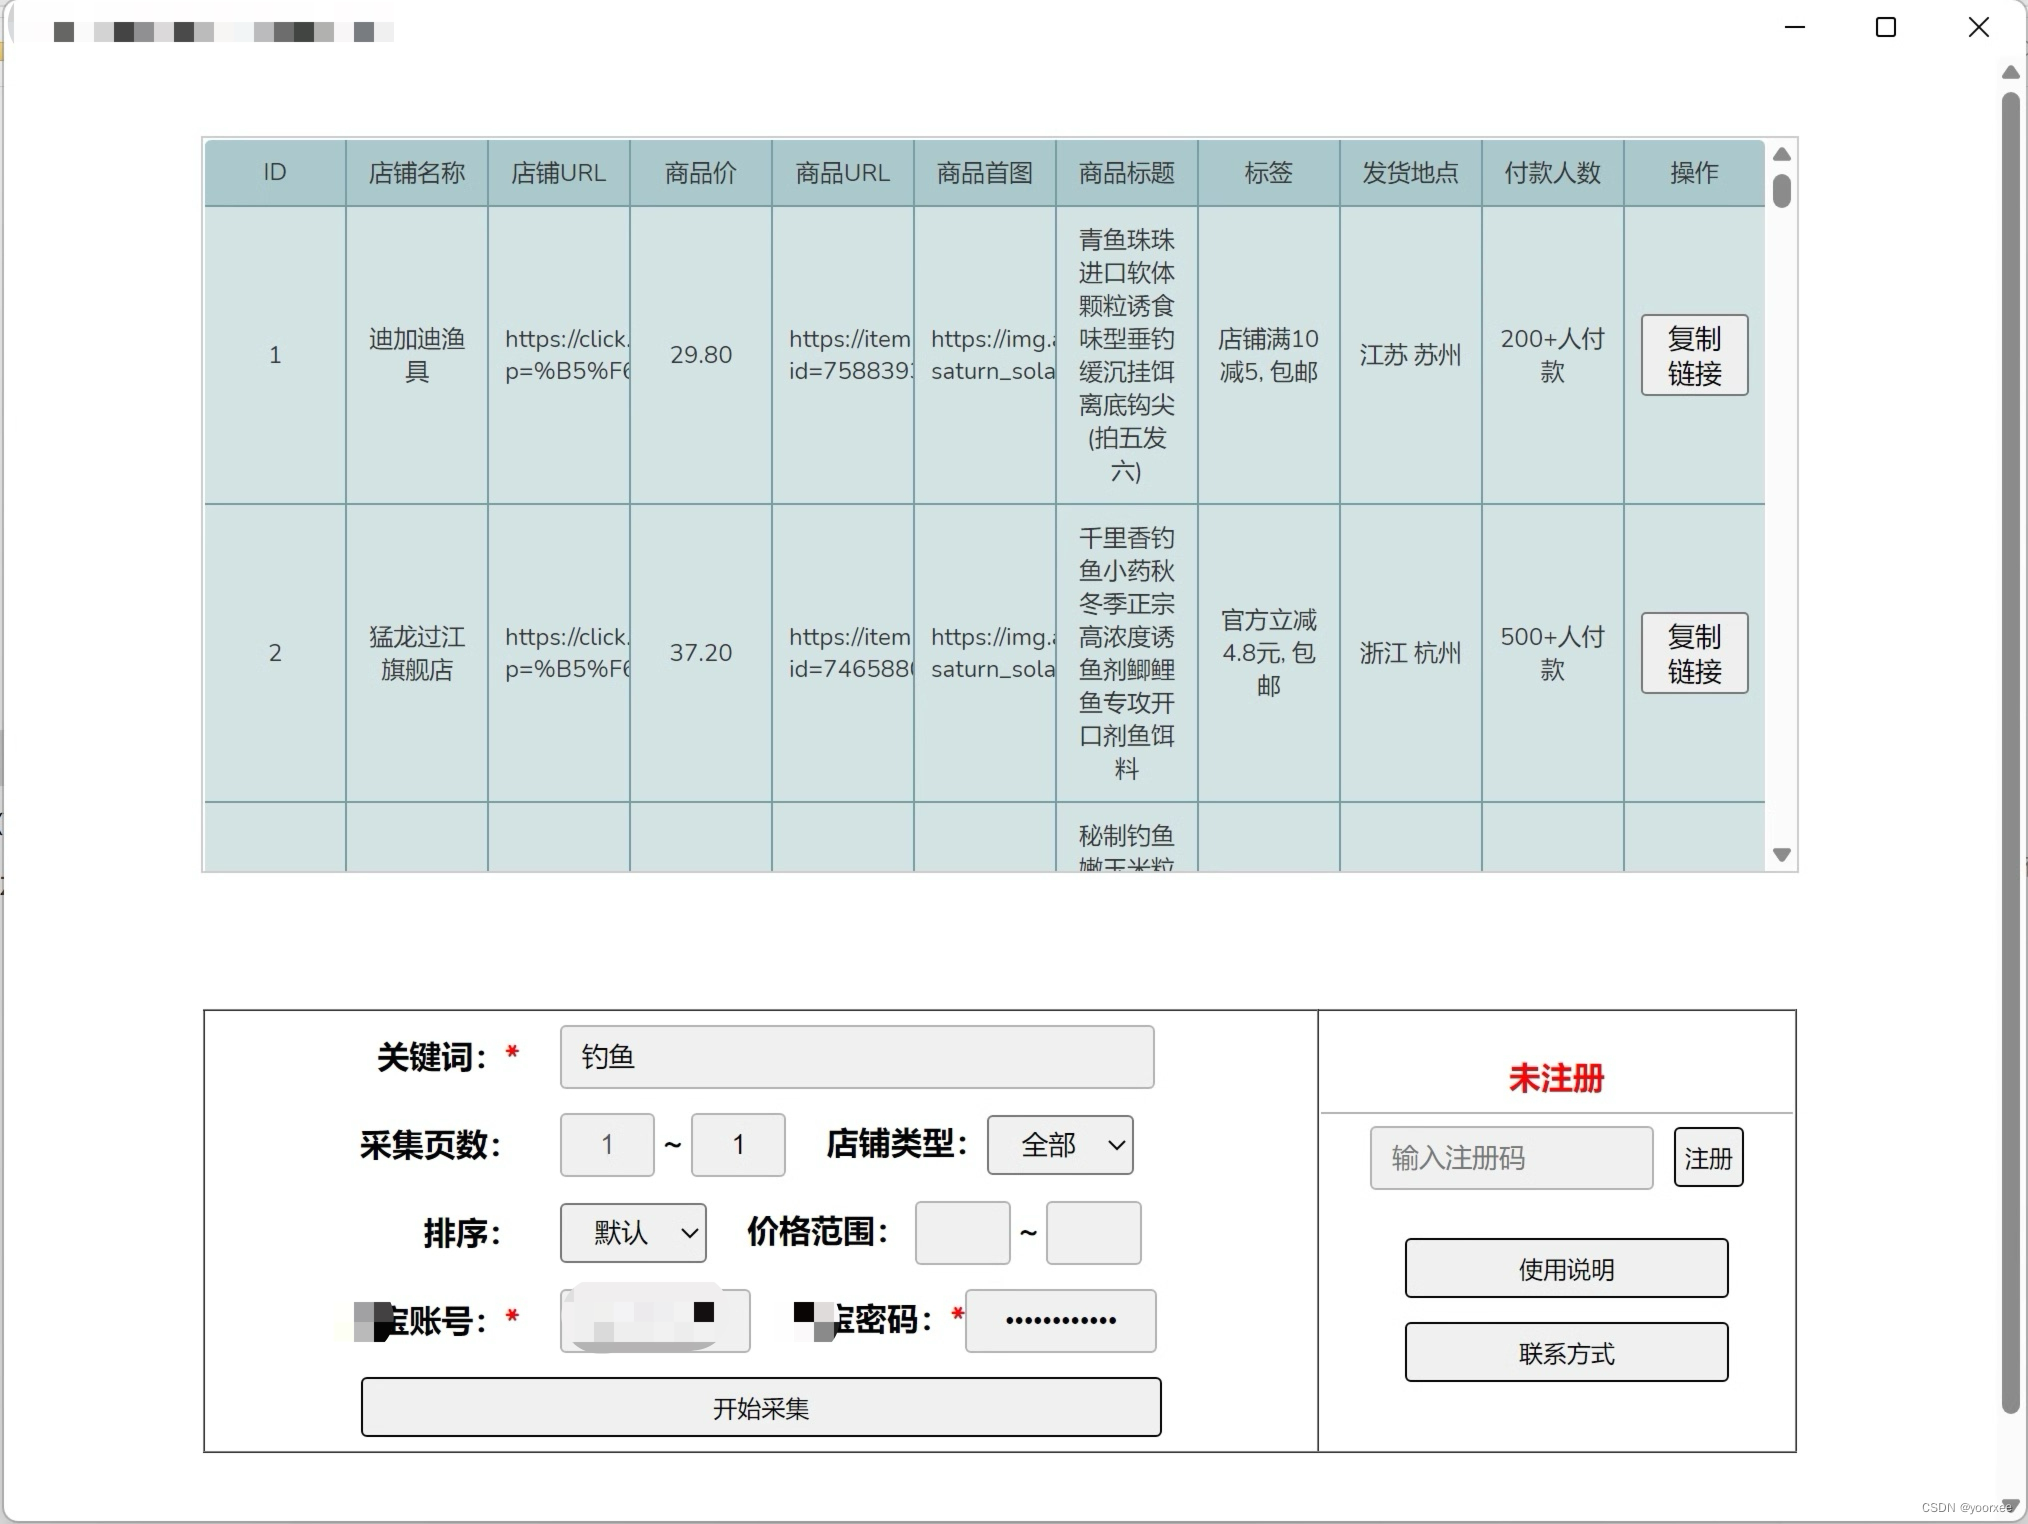 ID 店铺名称 店铺URL 商品价 商品URL 商品首图 商品标题 标签 发货地点 付款人数 操作
1
迪加迪渔
具
https://click.
p=%B5%F6
29.80
https://item
id=758839
https://img.
saturn_sola
青鱼珠珠
进口软体
颗粒诱食
味型垂钓
缓沉挂饵
离底钩尖
(拍五发
六)
店铺满10
减5, 包邮
江苏 苏州
200+人付
款
复制
链接
2
猛龙过江
旗舰店
https://click.
p=%B5%F6
37.20
https://item
id=746588
https://img.
saturn_sola
千里香钓
鱼小药秋
冬季正宗
高浓度诱
鱼剂鲫鲤
鱼专攻开
口剂鱼饵
料
官方立减
4.8元, 包
邮
浙江 杭州
500+人付
款
复制
链接
秘制钓鱼
嫩玉米粒
关键词：* 钓鱼
采集页数： 1 ~ 1 店铺类型： 全部
排序： 默认 价格范围： ~
宝账号：* 宝密码：* ••••••••••••
开始采集
未注册
输入注册码 注册
使用说明
联系方式
CSDN @yoorxee